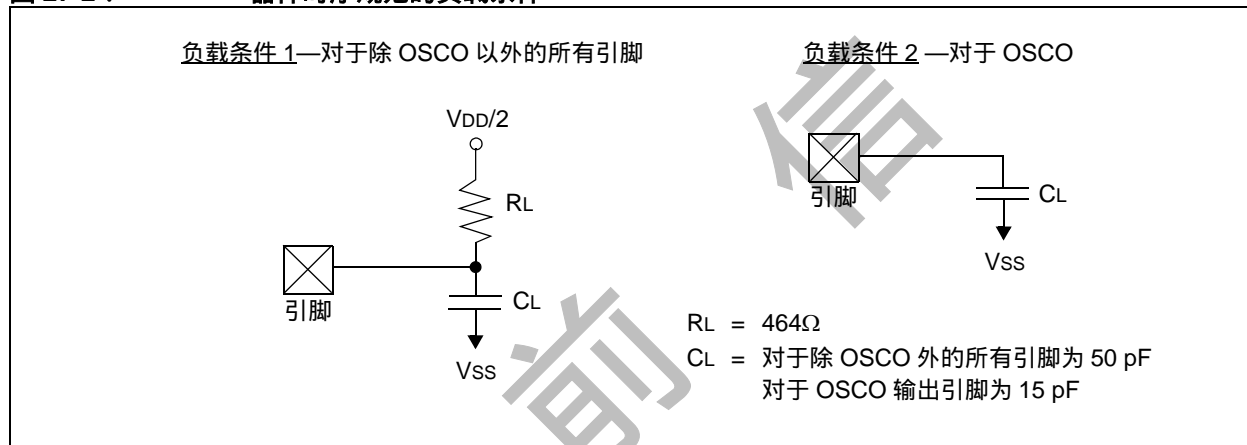 负载条件 1—对于除 OSCO 以外的所有引脚
负载条件 2 —对于 OSCO
VDD/2
RL
引脚
CL
VSS
引脚
CL
VSS
RL = 464Ω
CL = 对于除 OSCO 外的所有引脚为 50 pF
对于 OSCO 输出引脚为 15 pF
前
信